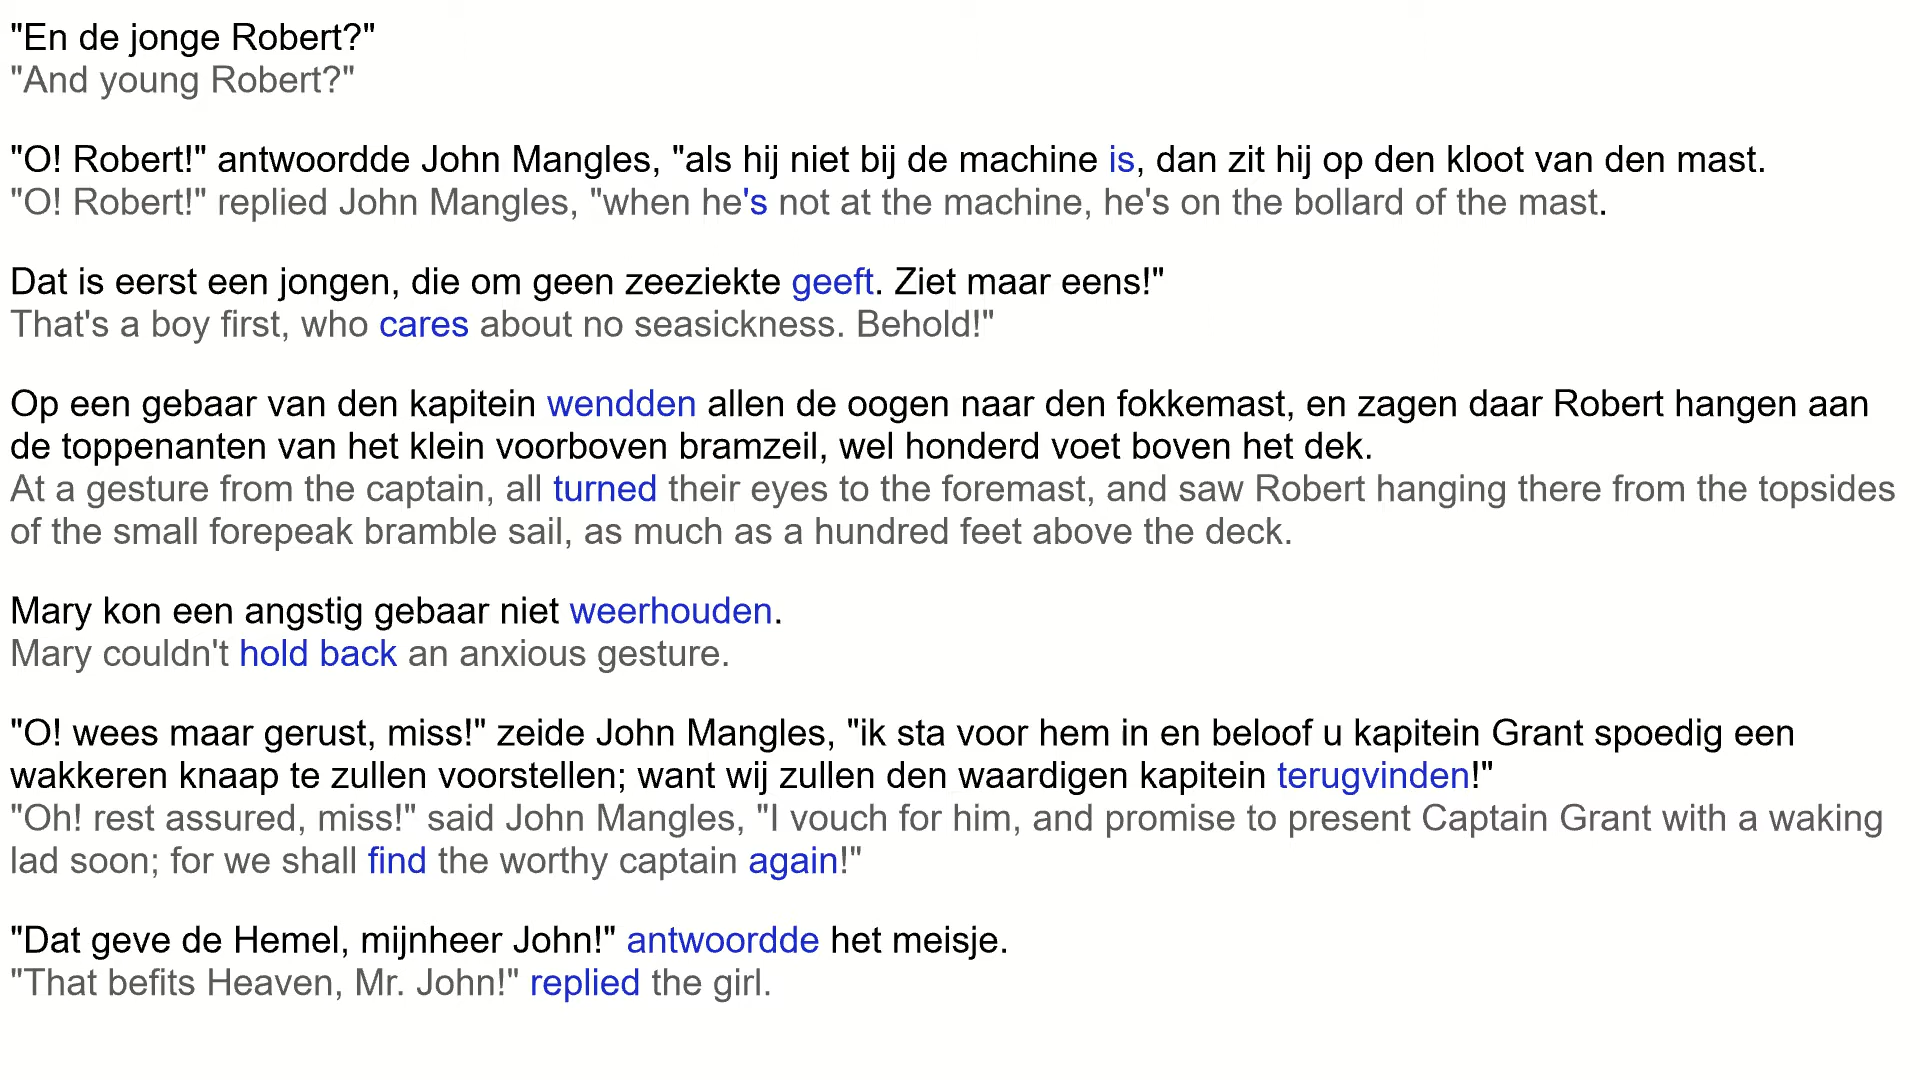 "En de jonge Robert?"
"And young Robert?"
"O! Robert!" antwoordde John Mangles, "als hij niet bij de machine is, dan zit hij op den kloot van den mast.
"O! Robert!" replied John Mangles, "when he's not at the machine, he's on the bollard of the mast.
Dat is eerst een jongen, die om geen zeeziekte geeft. Ziet maar eens!"
That's a boy first, who cares about no seasickness. Behold!"
Op een gebaar van den kapitein wendden allen de oogen naar den fokkemast, en zagen daar Robert hangen aan
de toppenanten van het klein voorboven bramzeil, wel honderd voet boven het dek.
At a gesture from the captain, all turned their eyes to the foremast, and saw Robert hanging there from the topsides
of the small forepeak bramble sail, as much as a hundred feet above the deck.
Mary kon een angstig gebaar niet weerhouden.
Mary couldn't hold back an anxious gesture.
"O! wees maar gerust, miss!" zeide John Mangles, "ik sta voor hem in en beloof u kapitein Grant spoedig een
wakkeren knaap te zullen voorstellen; want wij zullen den waardigen kapitein terugvinden!"
"Oh! rest assured, miss!" said John Mangles, "I vouch for him, and promise to present Captain Grant with a waking
lad soon; for we shall find the worthy captain again!"
"Dat geve de Hemel, mijnheer John!" antwoordde het meisje.
"That befits Heaven, Mr. John!" replied the girl.